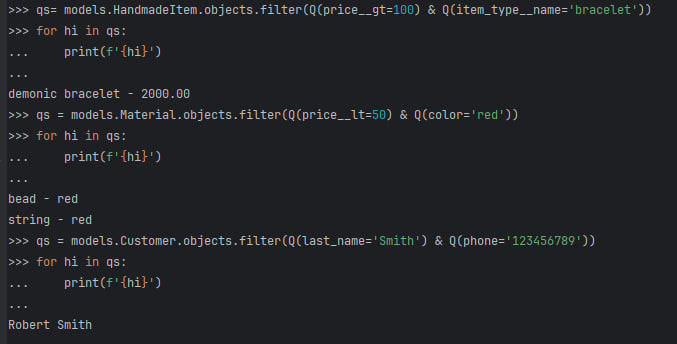 >>> qs= models.HandmadeItem.objects.filter(Q(price__gt=100) & Q(item_type__name='bracelet'))
>>> for hi in qs:
...     print(f'{hi}')
...
demonic bracelet - 2000.00
>>> qs = models.Material.objects.filter(Q(price__lt=50) & Q(color='red'))
>>> for hi in qs:
...     print(f'{hi}')
...
bead - red
string - red
>>> qs = models.Customer.objects.filter(Q(last_name='Smith') & Q(phone='123456789'))
>>> for hi in qs:
...     print(f'{hi}')
...
Robert Smith